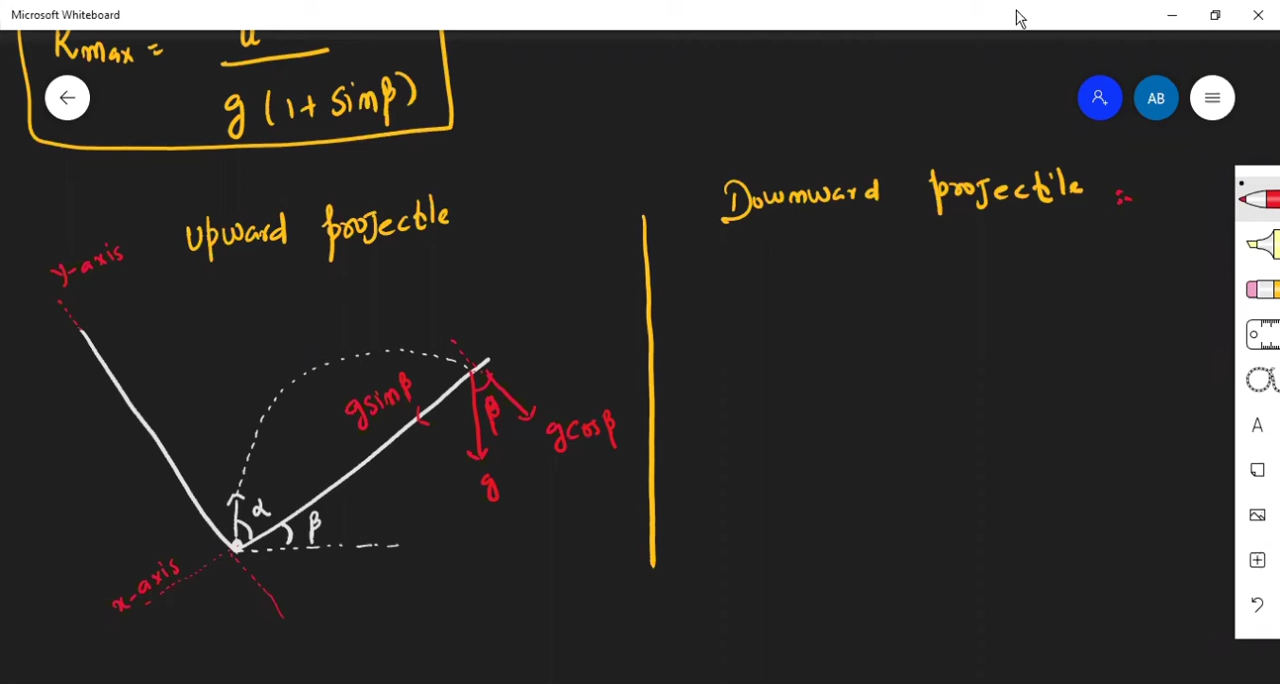 Microsoft Whiteboard
Rmax =
g (1 + sinβ)
AB
Upward projectile
Downward projectile :-
y-axis
gsinβ
β
gcosβ
g
α
β
x-axis
A